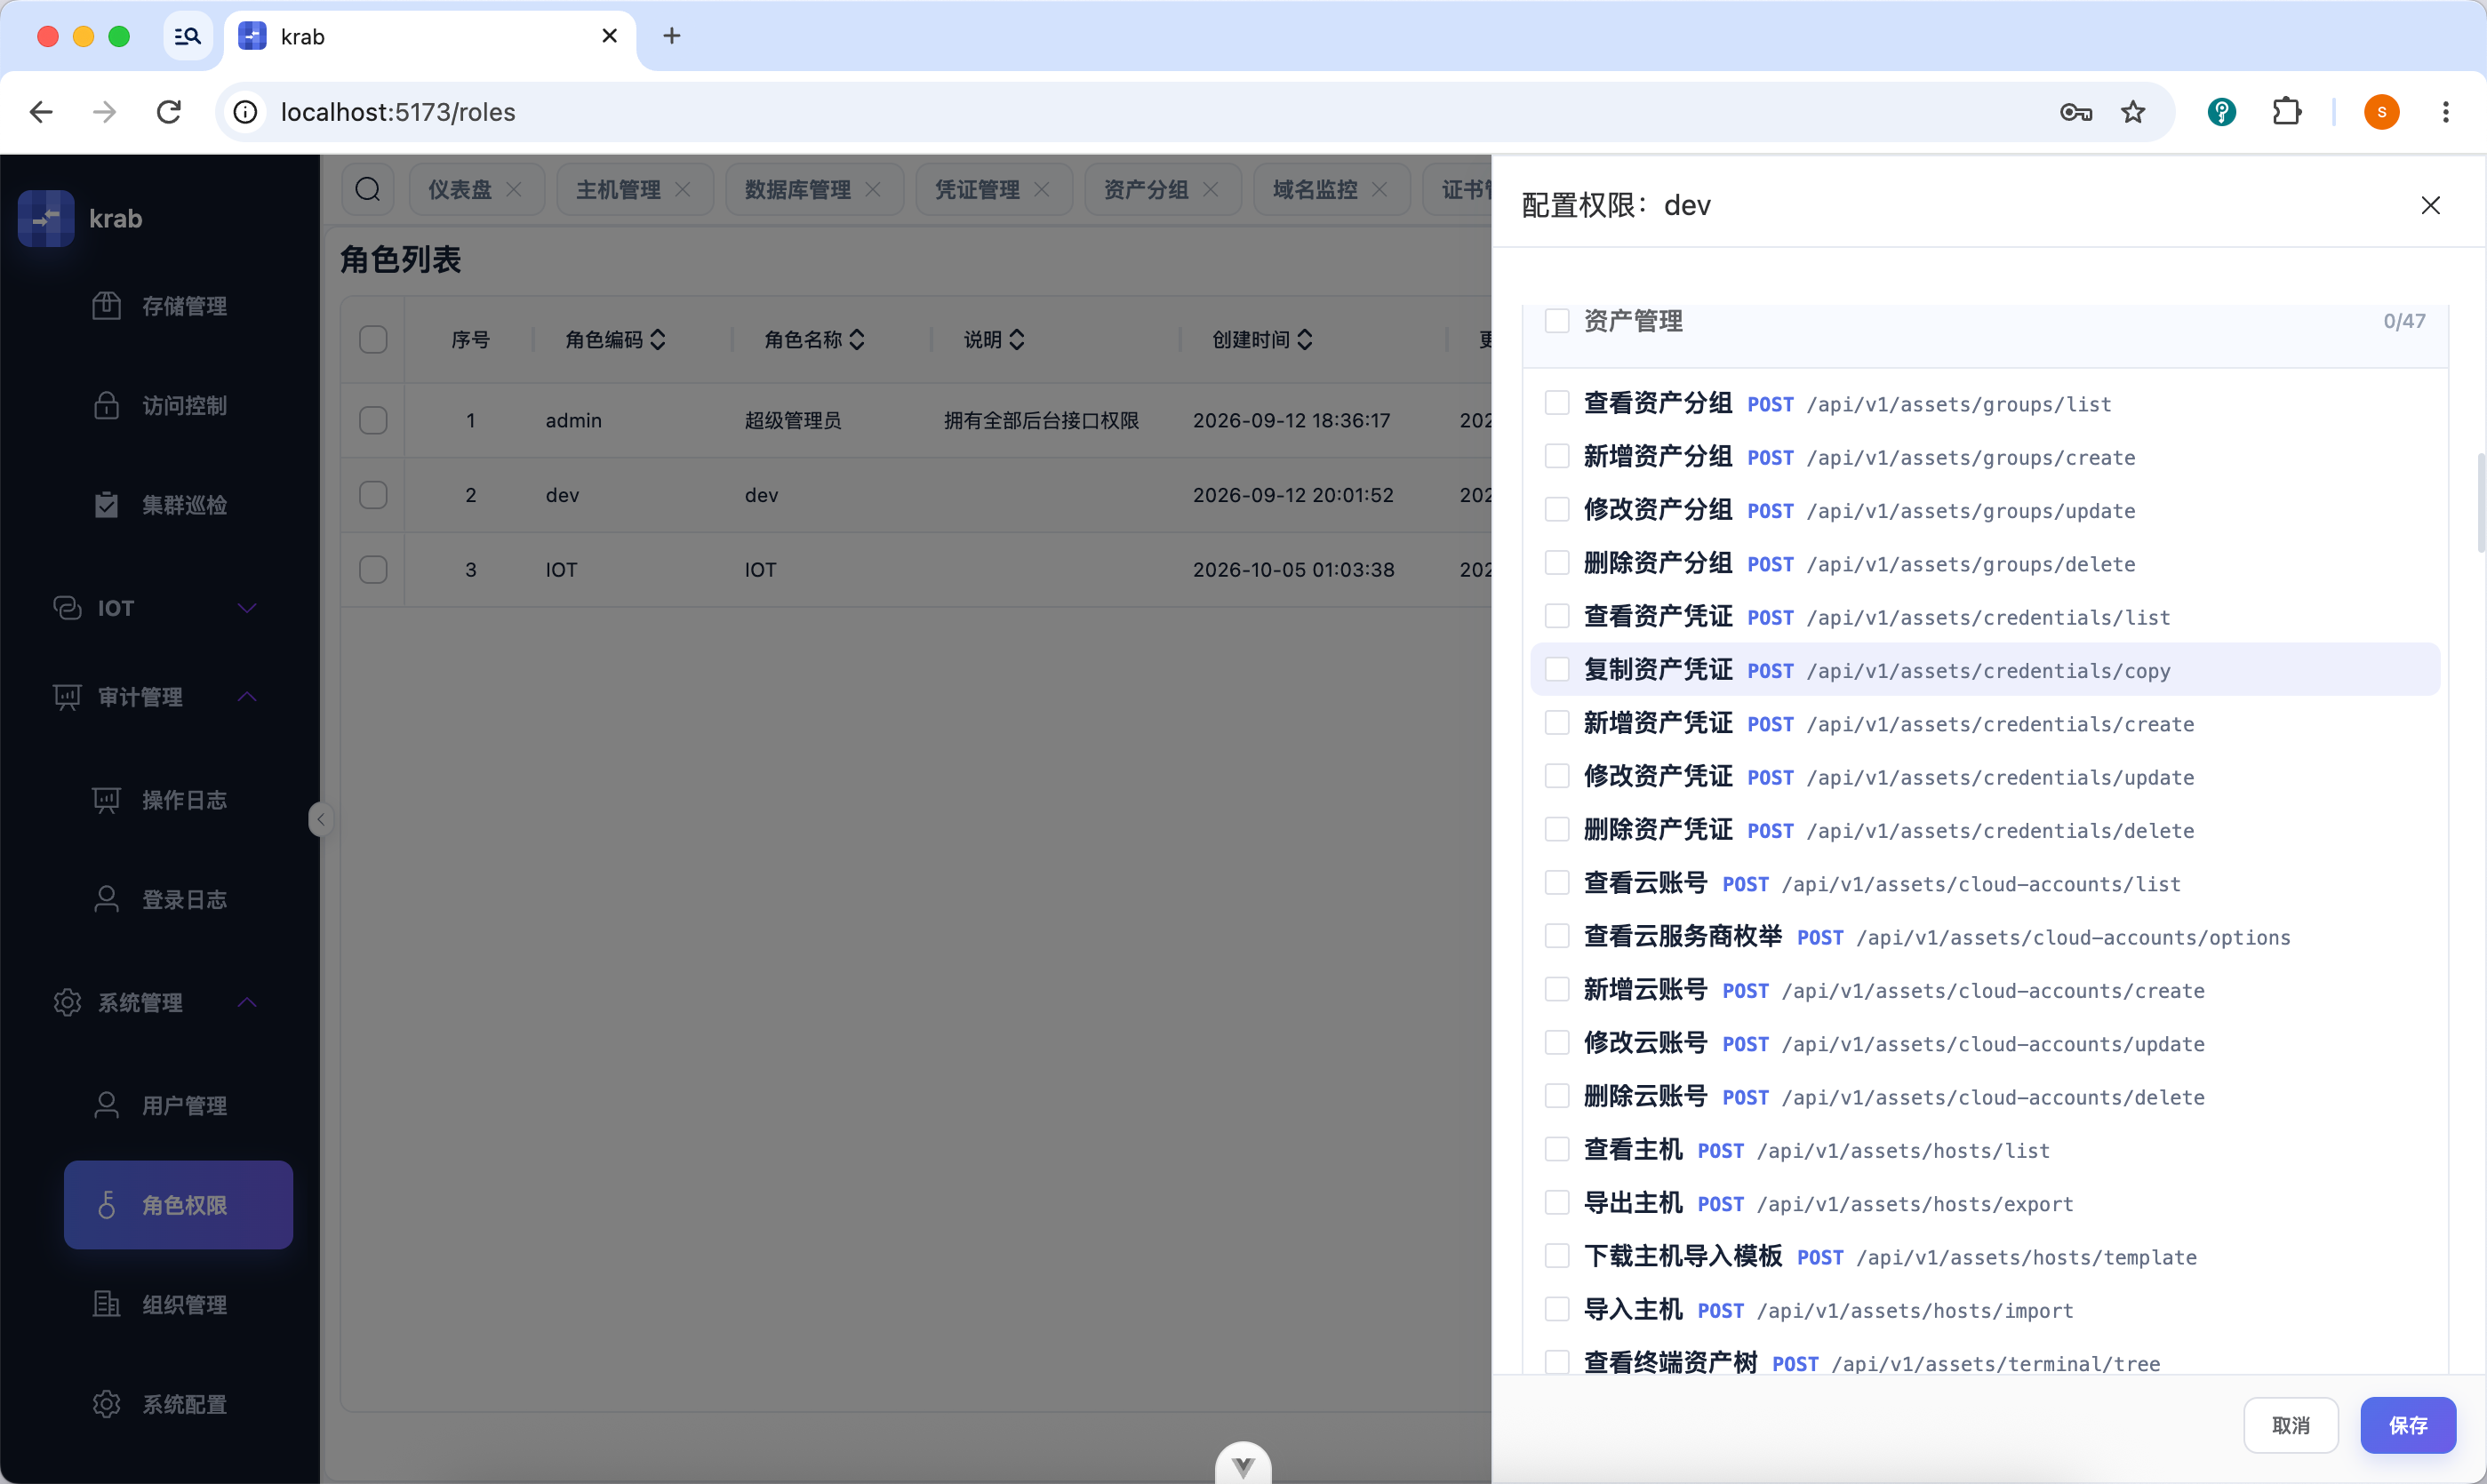 krab
localhost:5173/roles
S
krab
存储管理
访问控制
集群巡检
IOT
审计管理
操作日志
登录日志
系统管理
用户管理
角色权限
组织管理
系统配置
仪表盘
主机管理
数据库管理
凭证管理
资产分组
域名监控
角色列表
序号 角色编码 角色名称 说明 创建时间
1 admin 超级管理员 拥有全部后台接口权限 2026-09-12 18:36:17 202
2 dev dev 2026-09-12 20:01:52 202
3 IOT IOT 2026-10-05 01:03:38 202
配置权限：dev
资产管理 0/47
查看资产分组 POST /api/v1/assets/groups/list
新增资产分组 POST /api/v1/assets/groups/create
修改资产分组 POST /api/v1/assets/groups/update
删除资产分组 POST /api/v1/assets/groups/delete
查看资产凭证 POST /api/v1/assets/credentials/list
复制资产凭证 POST /api/v1/assets/credentials/copy
新增资产凭证 POST /api/v1/assets/credentials/create
修改资产凭证 POST /api/v1/assets/credentials/update
删除资产凭证 POST /api/v1/assets/credentials/delete
查看云账号 POST /api/v1/assets/cloud-accounts/list
查看云服务商枚举 POST /api/v1/assets/cloud-accounts/options
新增云账号 POST /api/v1/assets/cloud-accounts/create
修改云账号 POST /api/v1/assets/cloud-accounts/update
删除云账号 POST /api/v1/assets/cloud-accounts/delete
查看主机 POST /api/v1/assets/hosts/list
导出主机 POST /api/v1/assets/hosts/export
下载主机导入模板 POST /api/v1/assets/hosts/template
导入主机 POST /api/v1/assets/hosts/import
查看终端资产树 POST /api/v1/assets/terminal/tree
取消
保存